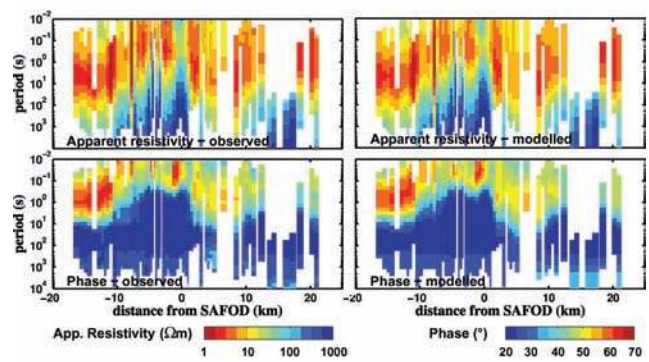 10⁻²
10⁻¹
10⁰
10¹
10²
10³
period (s)
Apparent resistivity – observed
Apparent resistivity – modelled
10⁻²
10⁻¹
10⁰
10¹
10²
10³
10⁴
period (s)
Phase – observed
Phase – modelled
−20 −10 0 10 20
−20 −10 0 10 20
distance from SAFOD (km)
distance from SAFOD (km)
App. Resistivity (Ωm)
1 10 100 1000
Phase (°)
20 30 40 50 60 70